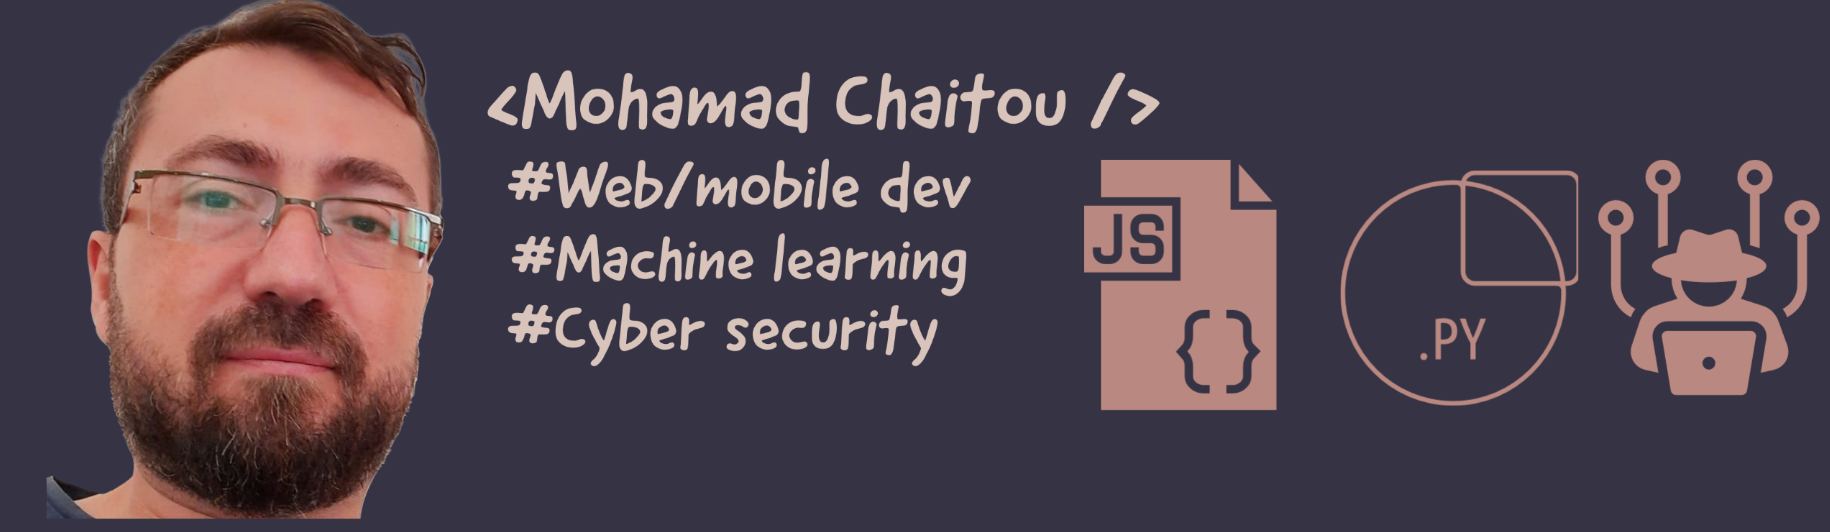 <Mohamad Chaitou />
#Web/mobile dev
#Machine learning
#Cyber security
JS
{}
.PY